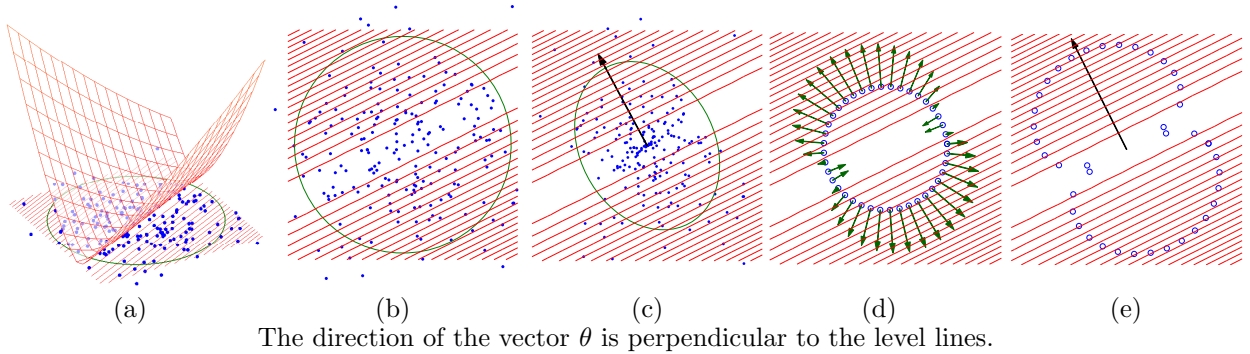 (a) (b) (c) (d) (e)
The direction of the vector θ is perpendicular to the level lines.